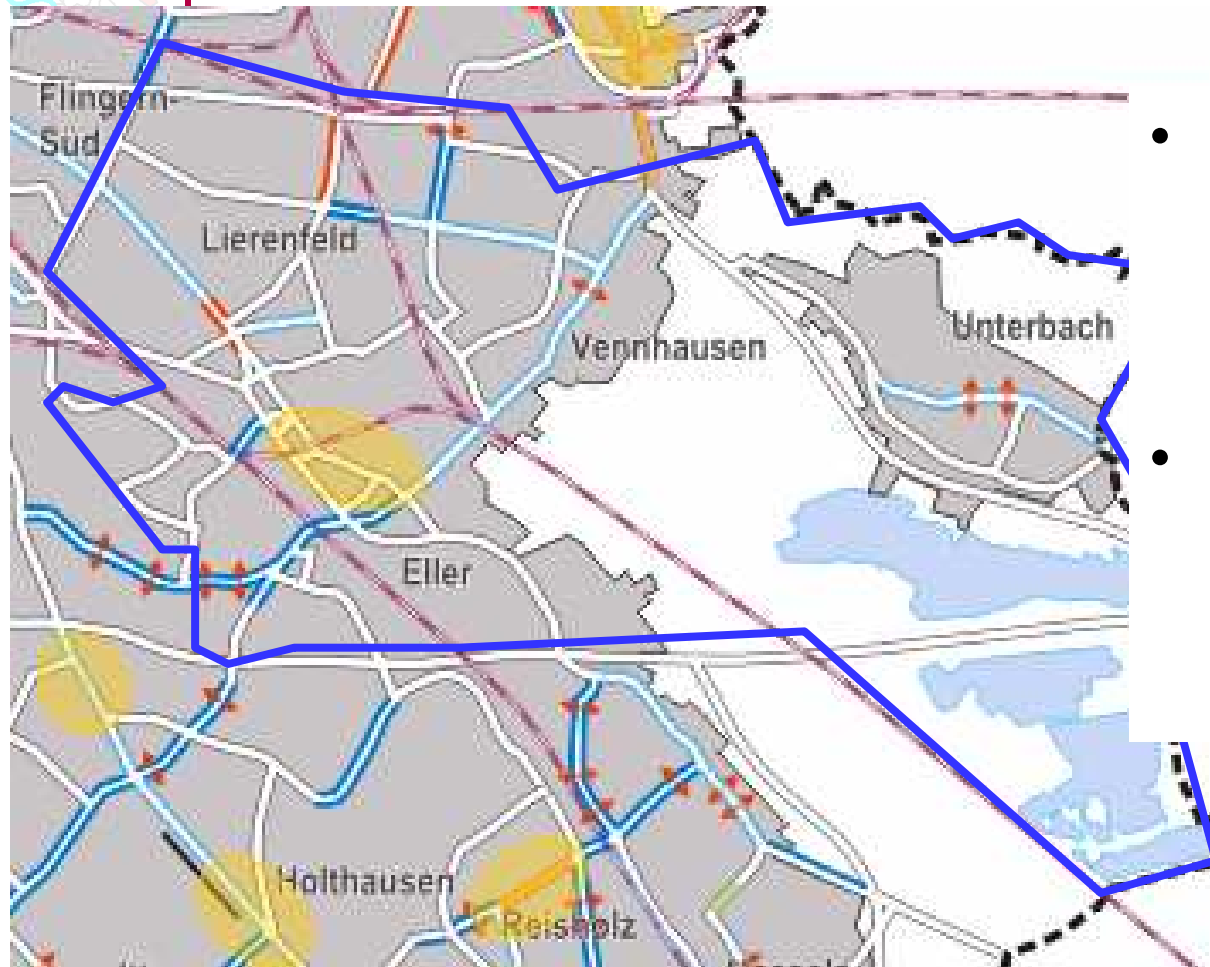 Flingern-
Süd
Lierenfeld
Unterbach
Vennhausen
Eller
Holthausen
Reisholz